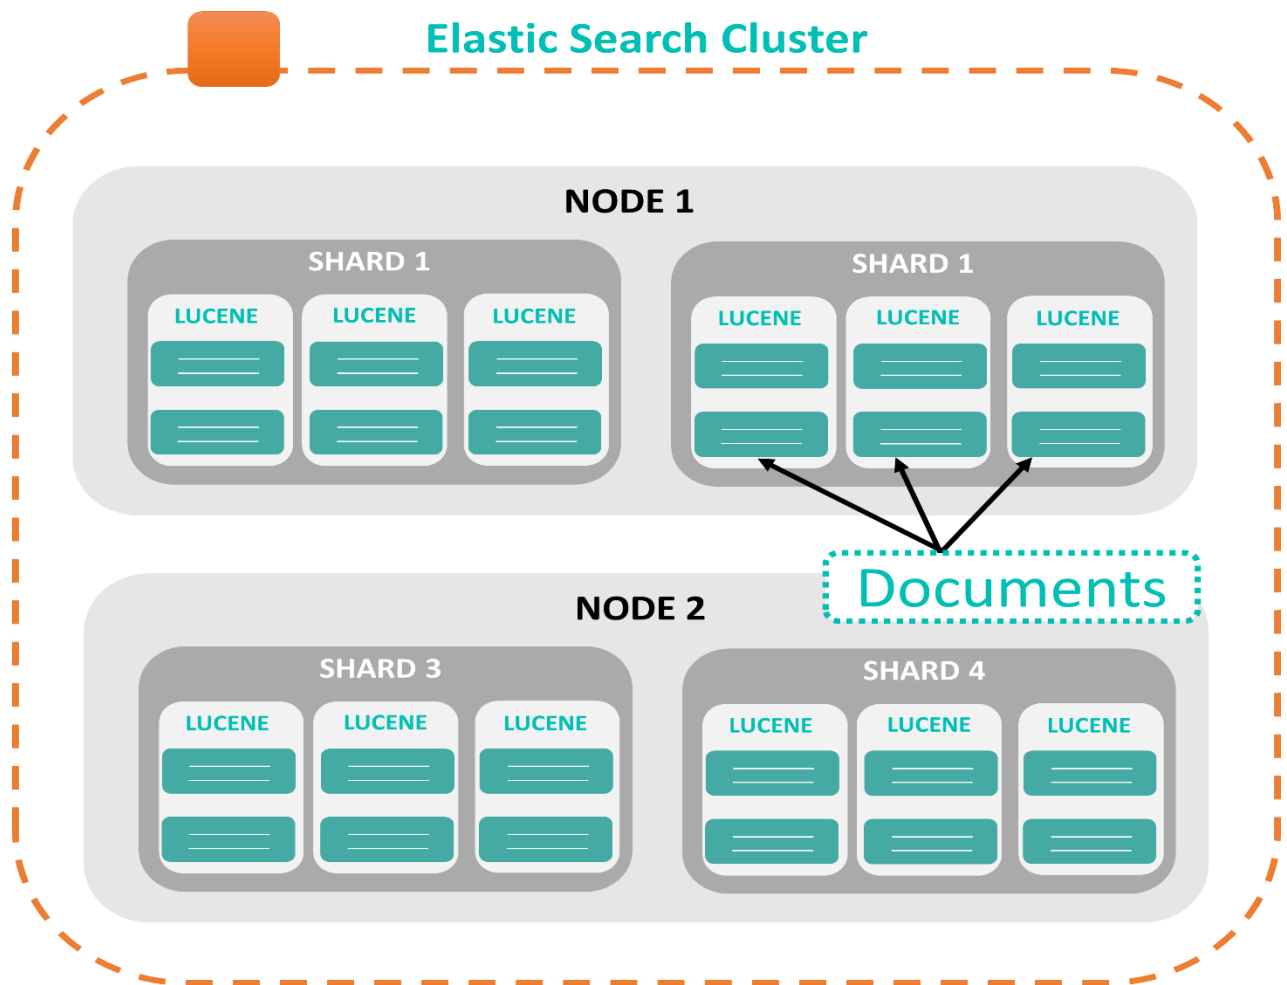 Elastic Search Cluster
NODE 1
SHARD 1
LUCENE LUCENE LUCENE
SHARD 1
LUCENE LUCENE LUCENE
Documents
NODE 2
SHARD 3
LUCENE LUCENE LUCENE
SHARD 4
LUCENE LUCENE LUCENE